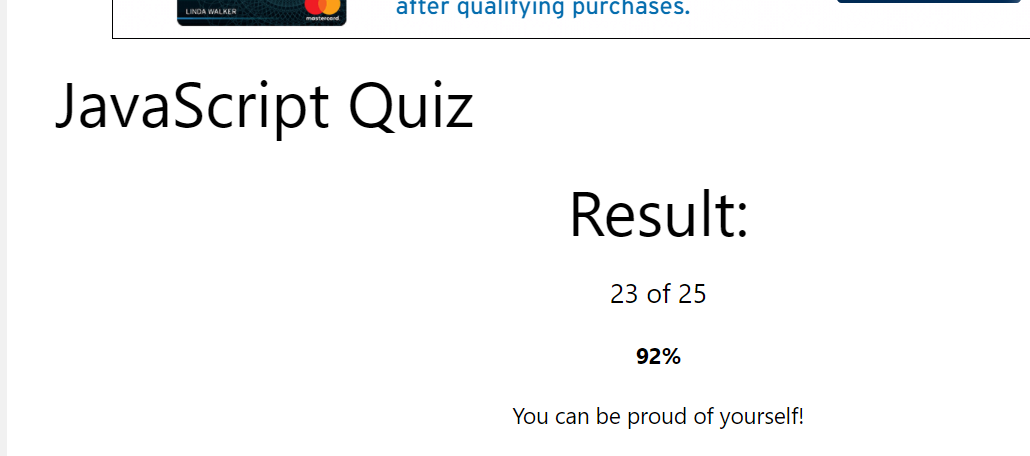 LINDA WALKER
mastercard
after qualifying purchases.
JavaScript Quiz
Result:
23 of 25
92%
You can be proud of yourself!